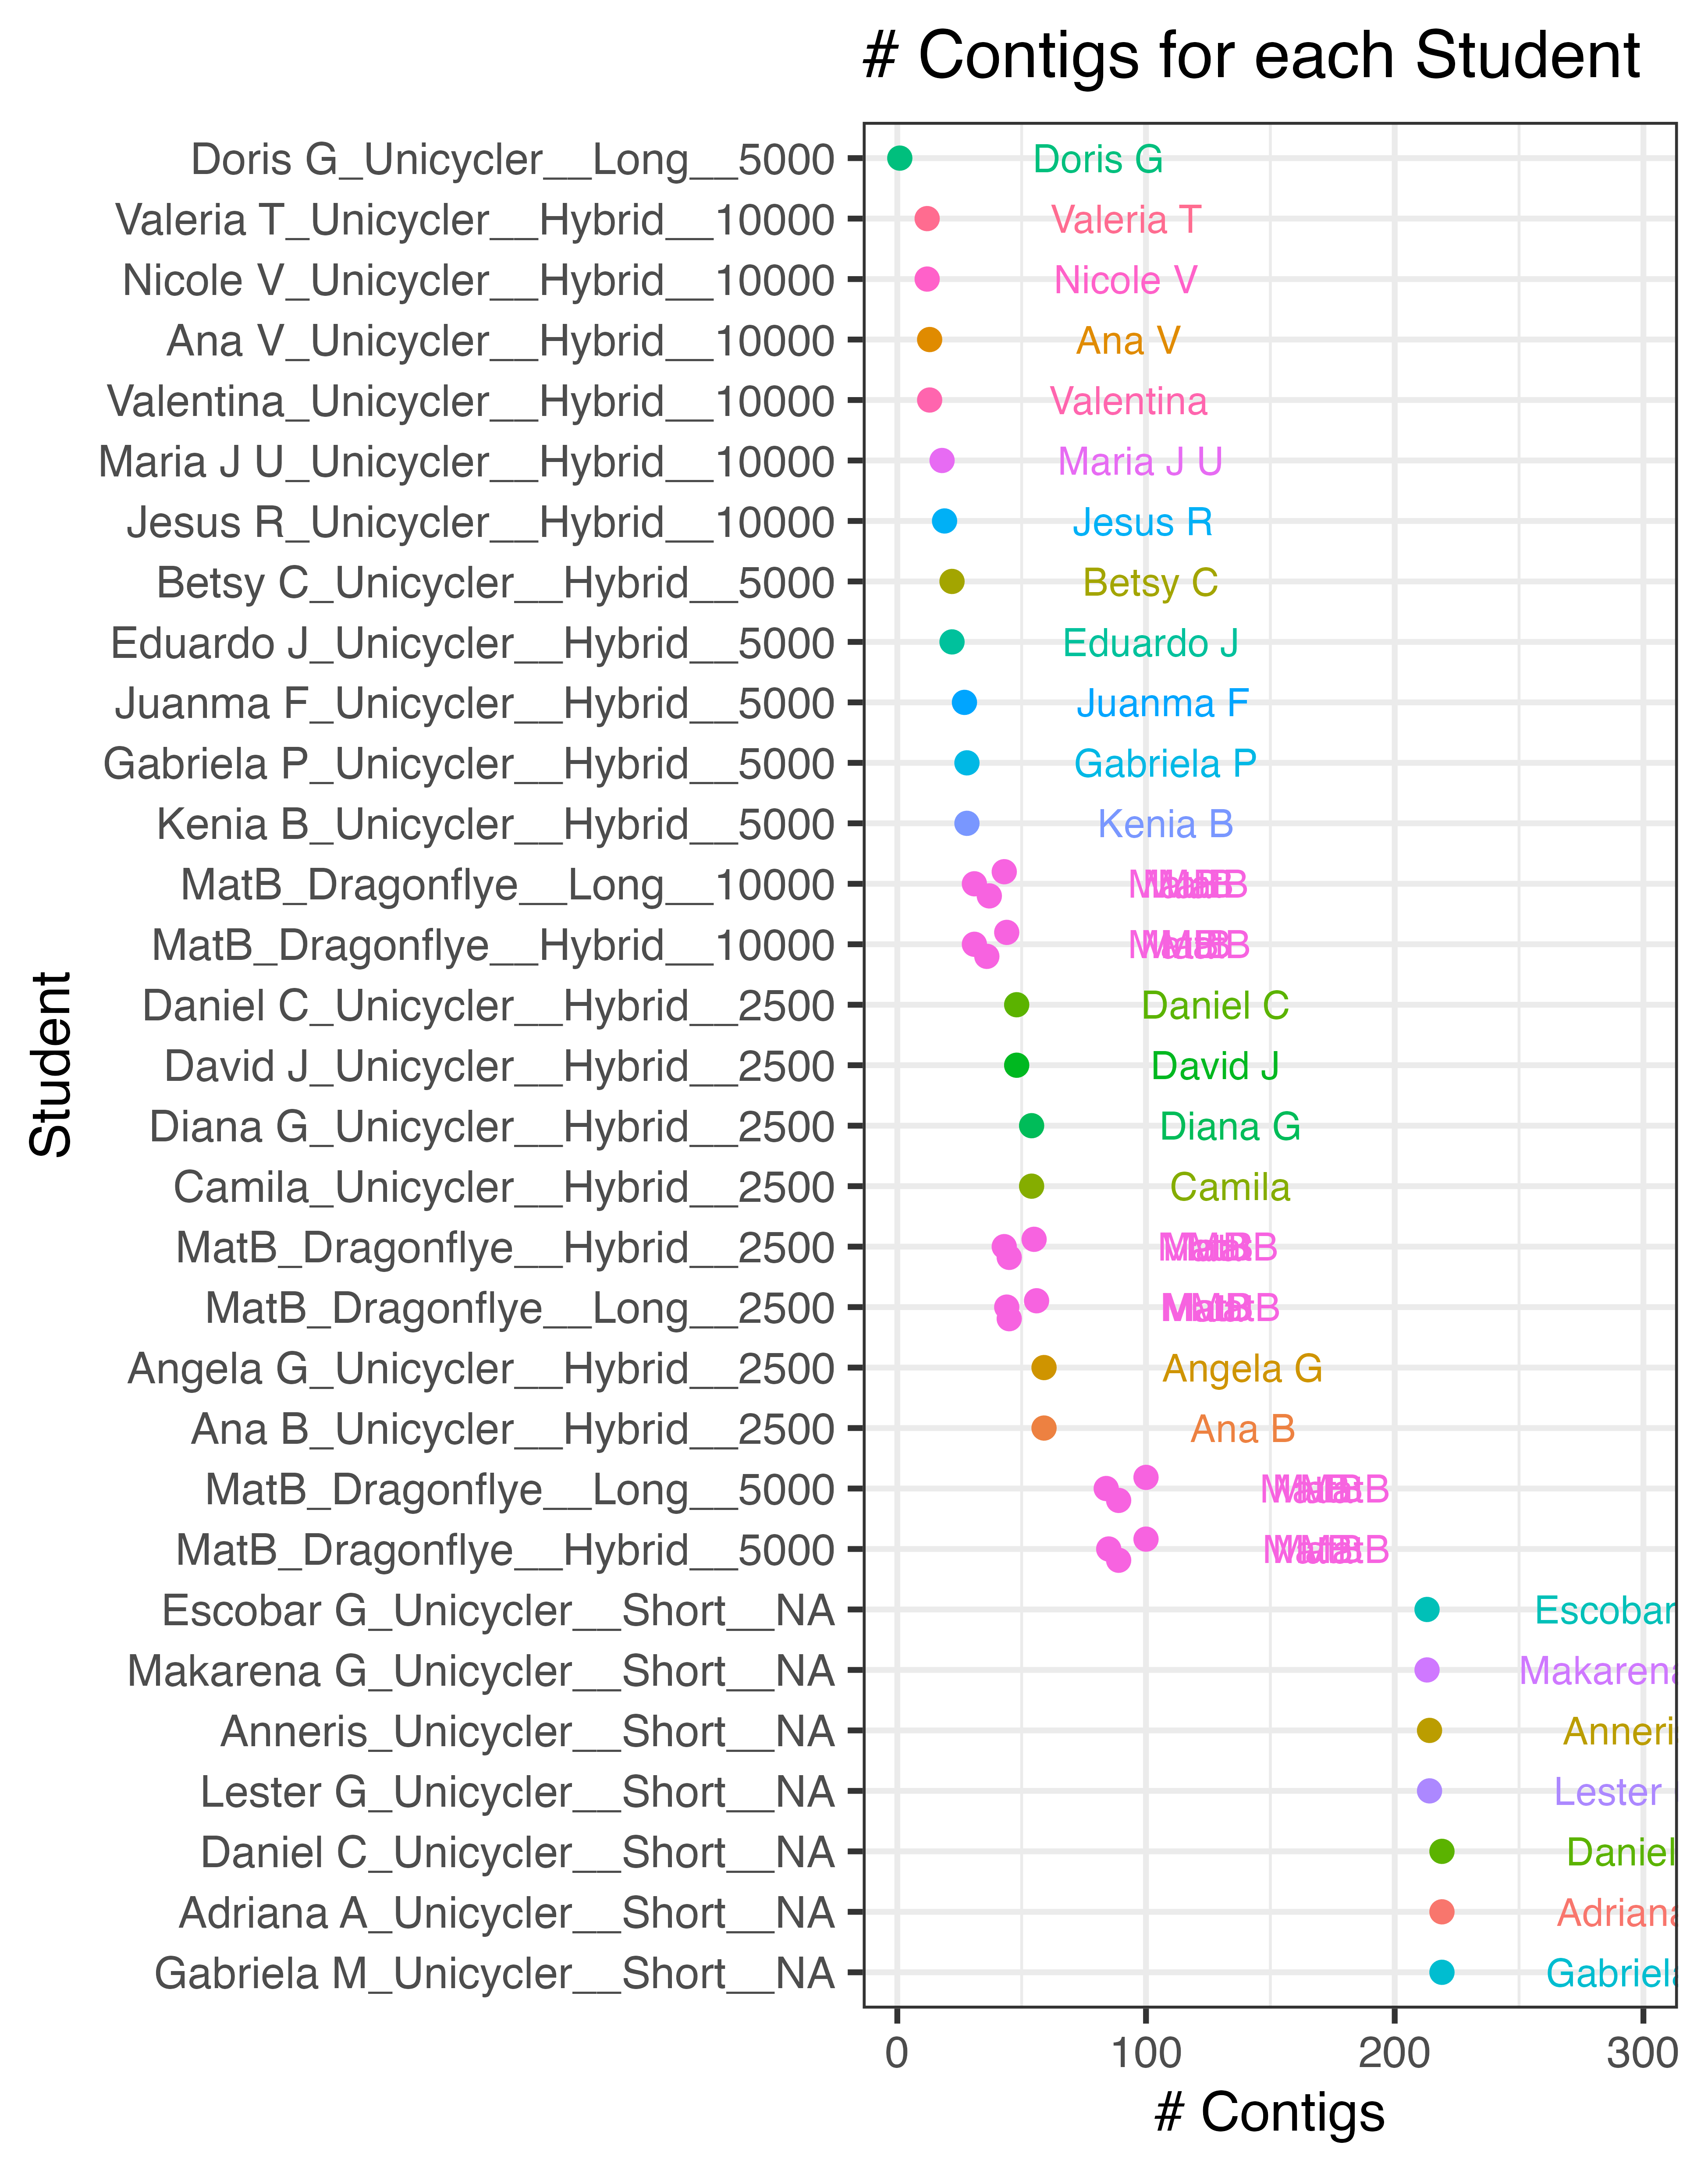 # Contigs for each Student
Doris G_Unicycler__Long__5000 Doris G
Valeria T_Unicycler__Hybrid__10000 Valeria T
Nicole V_Unicycler__Hybrid__10000 Nicole V
Ana V_Unicycler__Hybrid__10000 Ana V
Valentina_Unicycler__Hybrid__10000 Valentina
Maria J U_Unicycler__Hybrid__10000 Maria J U
Jesus R_Unicycler__Hybrid__10000 Jesus R
Betsy C_Unicycler__Hybrid__5000 Betsy C
Eduardo J_Unicycler__Hybrid__5000 Eduardo J
Juanma F_Unicycler__Hybrid__5000 Juanma F
Gabriela P_Unicycler__Hybrid__5000 Gabriela P
Kenia B_Unicycler__Hybrid__5000 Kenia B
MatB_Dragonflye__Long__10000
MatB_Dragonflye__Hybrid__10000
Daniel C_Unicycler__Hybrid__2500 Daniel C
David J_Unicycler__Hybrid__2500 David J
Diana G_Unicycler__Hybrid__2500 Diana G
Camila_Unicycler__Hybrid__2500 Camila
MatB_Dragonflye__Hybrid__2500
MatB_Dragonflye__Long__2500
Angela G_Unicycler__Hybrid__2500 Angela G
Ana B_Unicycler__Hybrid__2500 Ana B
MatB_Dragonflye__Long__5000
MatB_Dragonflye__Hybrid__5000
Escobar G_Unicycler__Short__NA Escobar
Makarena G_Unicycler__Short__NA Makarena
Anneris_Unicycler__Short__NA Anneri
Lester G_Unicycler__Short__NA Lester
Daniel C_Unicycler__Short__NA Daniel
Adriana A_Unicycler__Short__NA Adriana
Gabriela M_Unicycler__Short__NA Gabriela
Student
0 100 200 300
# Contigs